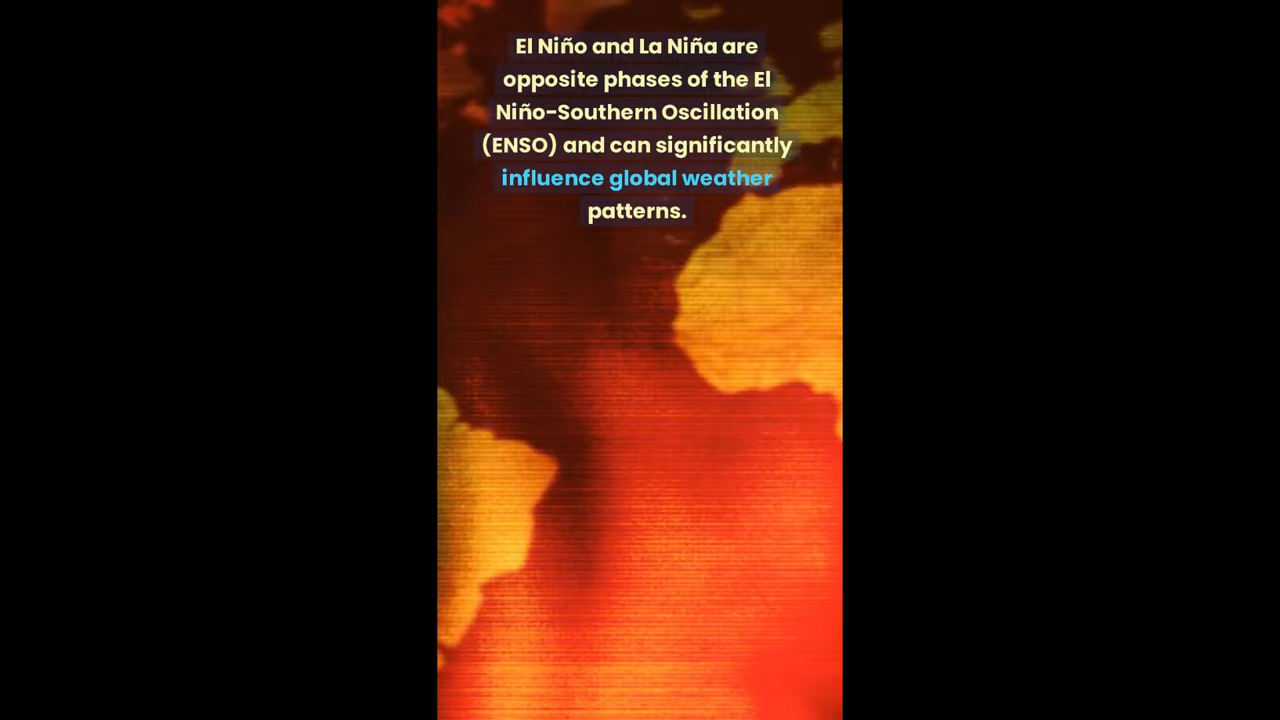 El Niño and La Niña are
opposite phases of the El
Niño-Southern Oscillation
(ENSO) and can significantly
influence global weather
patterns.